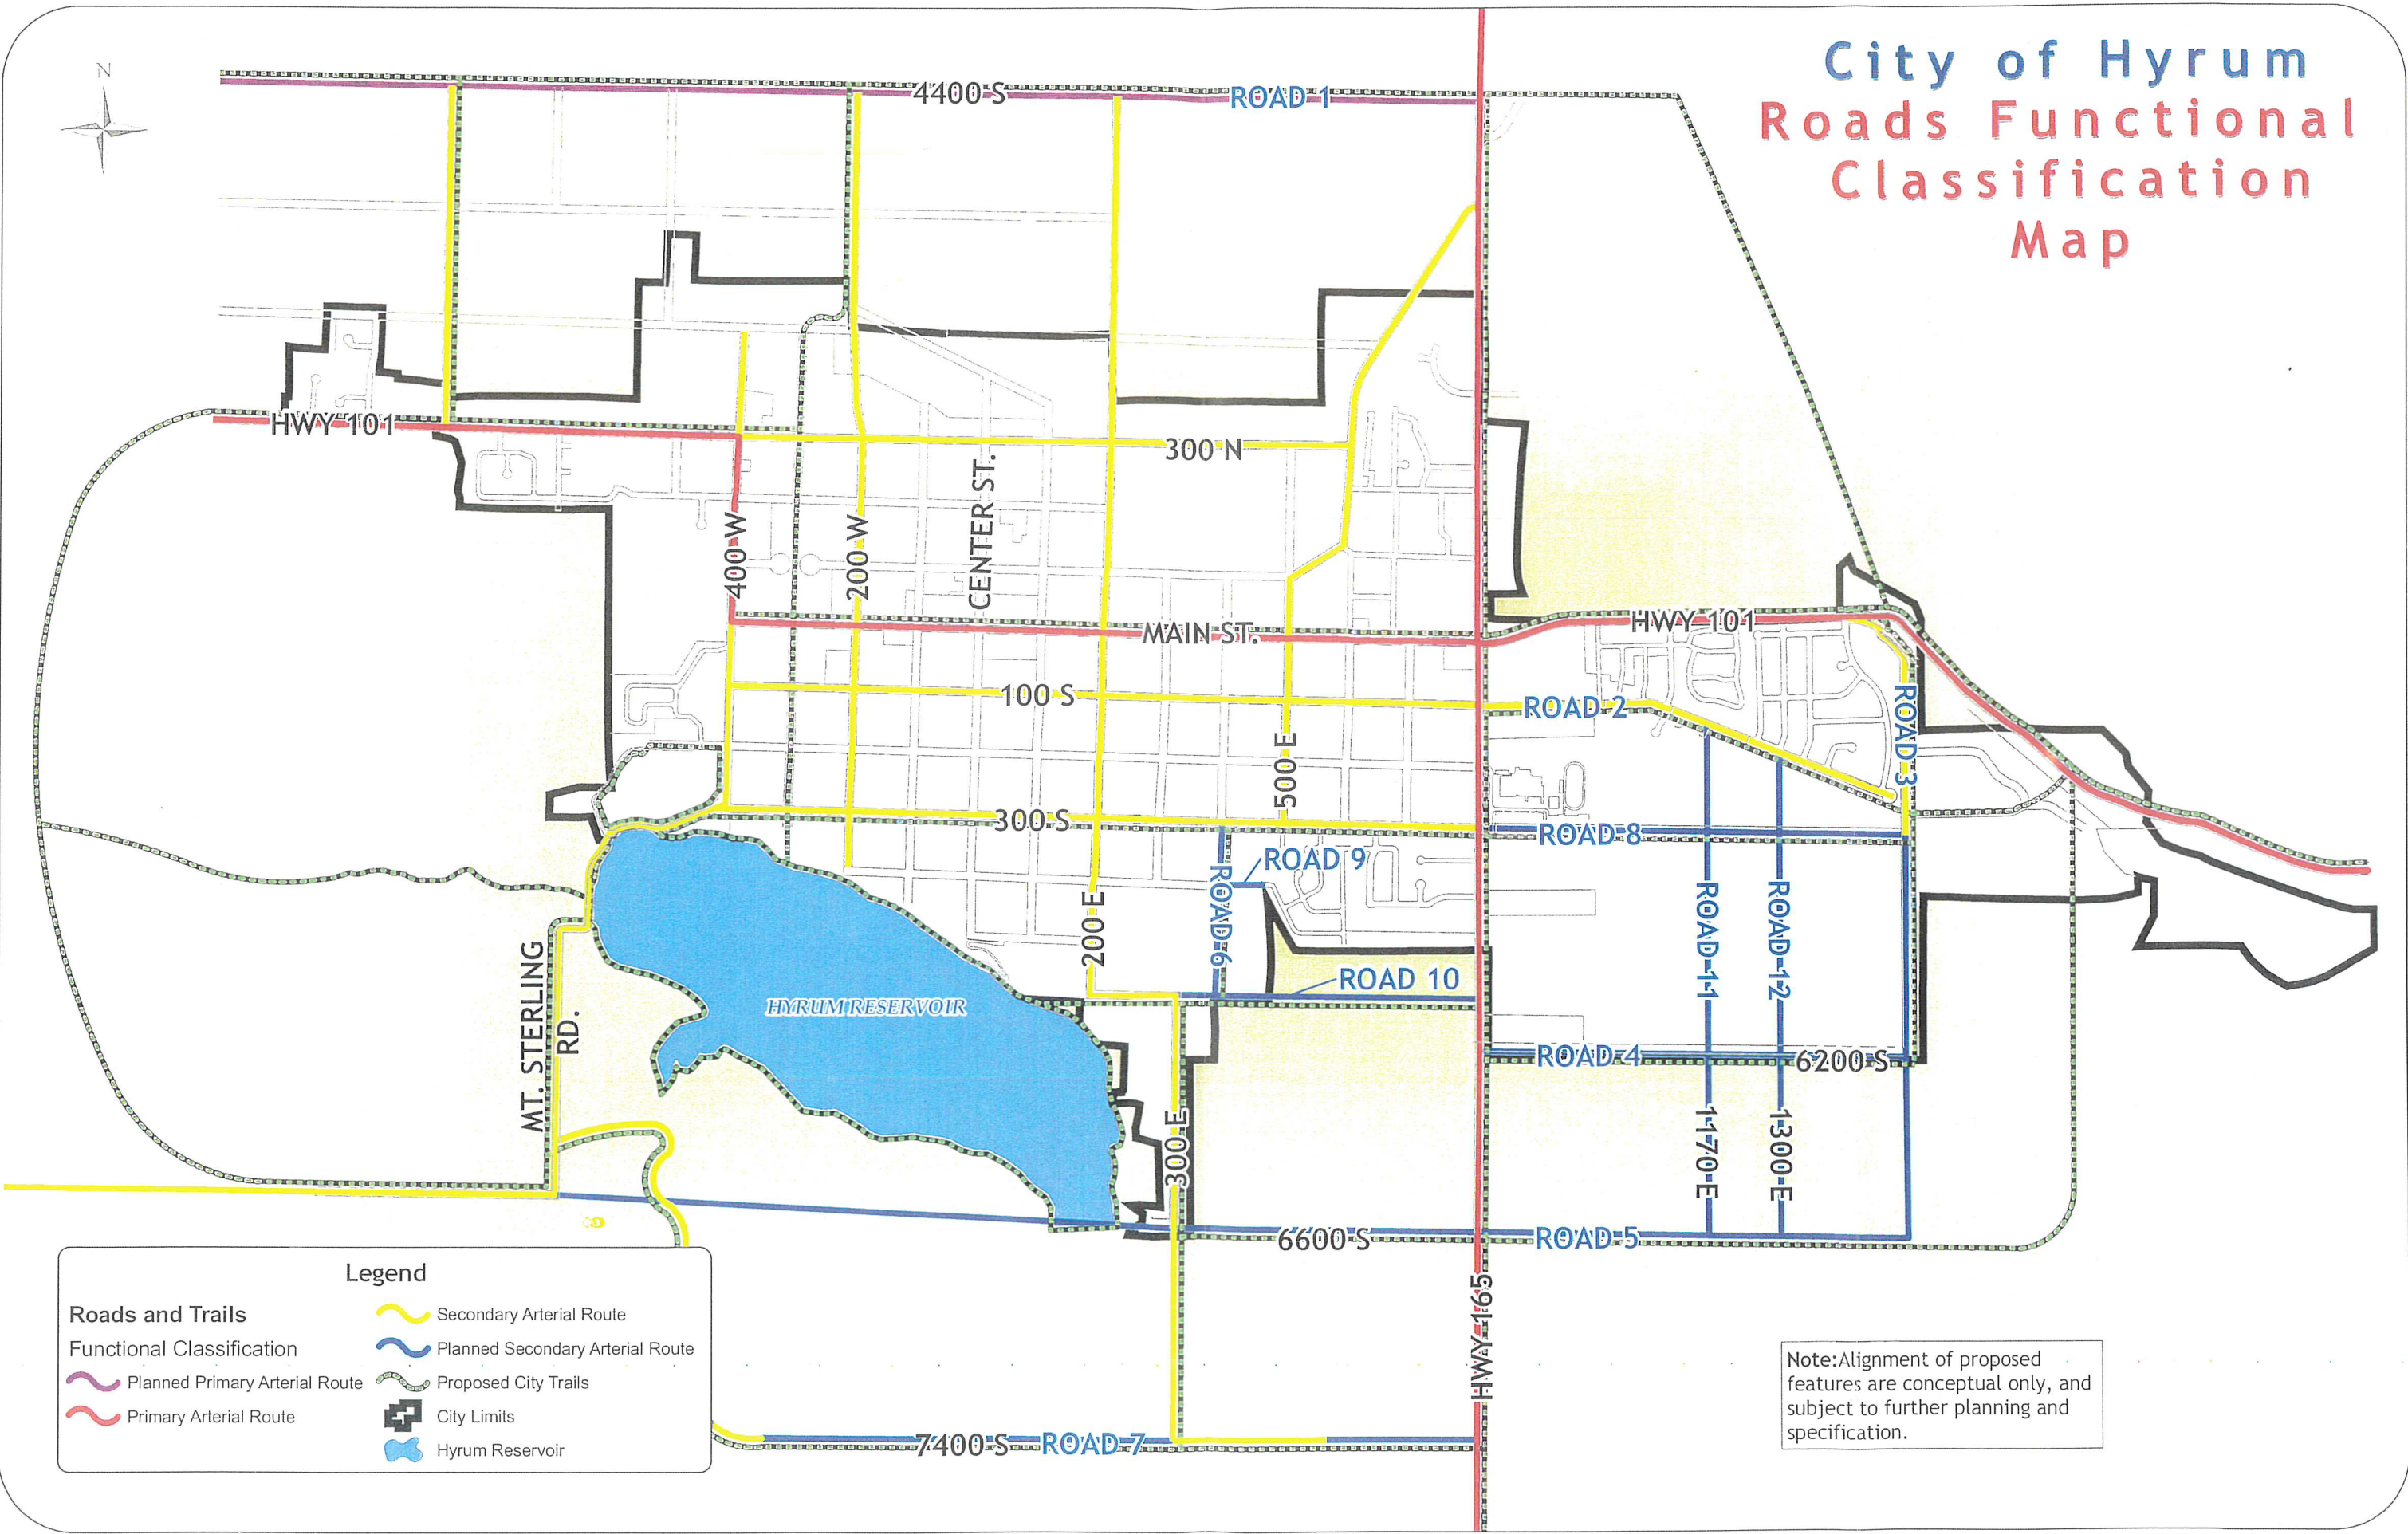 City of Hyrum
Roads Functional
Classification
Map
N
4400 S
ROAD 1
HWY 101
300 N
400 W
200 W
CENTER ST.
MAIN ST.
HWY 101
100 S
ROAD 2
ROAD 3
500 E
300 S
ROAD 8
ROAD 9
ROAD 6
200 E
ROAD 11
ROAD 12
MT. STERLING
RD.
HYRUM RESERVOIR
ROAD 10
ROAD 4
6200 S
300 E
1170 E
1300 E
6600 S
ROAD 5
HWY 165
7400 S
ROAD 7
Legend
Roads and Trails
Functional Classification
Planned Primary Arterial Route
Primary Arterial Route
Secondary Arterial Route
Planned Secondary Arterial Route
Proposed City Trails
City Limits
Hyrum Reservoir
Note:Alignment of proposed
features are conceptual only, and
subject to further planning and
specification.